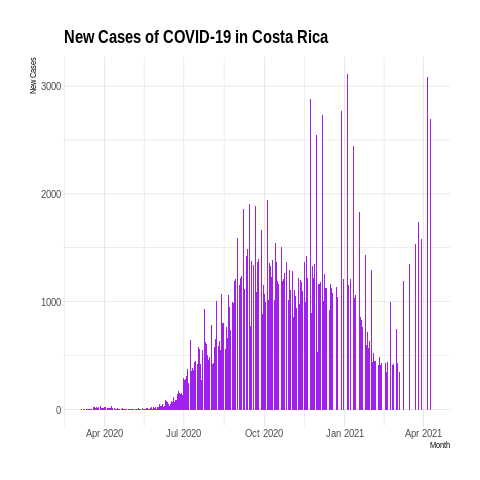 New Cases of COVID-19 in Costa Rica
New Cases
3000
2000
1000
0
Apr 2020 Jul 2020 Oct 2020 Jan 2021 Apr 2021
Month